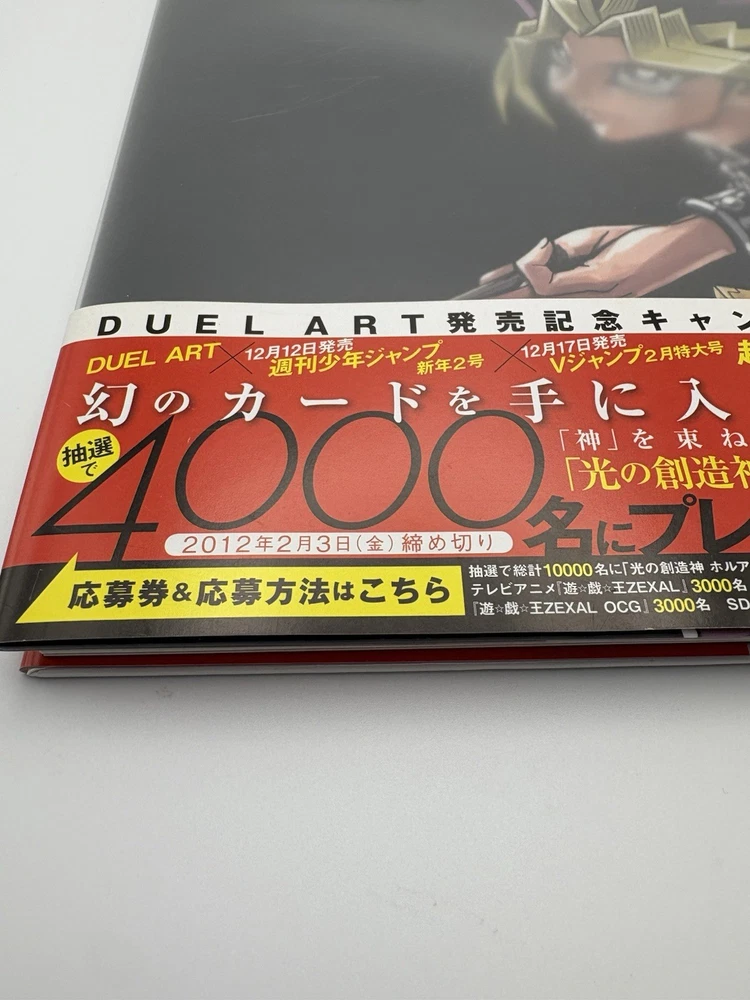 DUEL ART発売記念キャン
DUEL ART×12月12日発売 週刊少年ジャンプ 新年2号×12月17日発売 Vジャンプ2月特大号
幻のカードを手に入
抽選で4000名にプレ
「神」を束ね
「光の創造神
2012年2月3日(金)締め切り
応募券&応募方法はこちら
抽選で総計10000名に「光の創造神 ホルア
テレビアニメ『遊☆戯☆王ZEXAL』3000名
『遊☆戯☆王ZEXAL OCG』3000名 SD